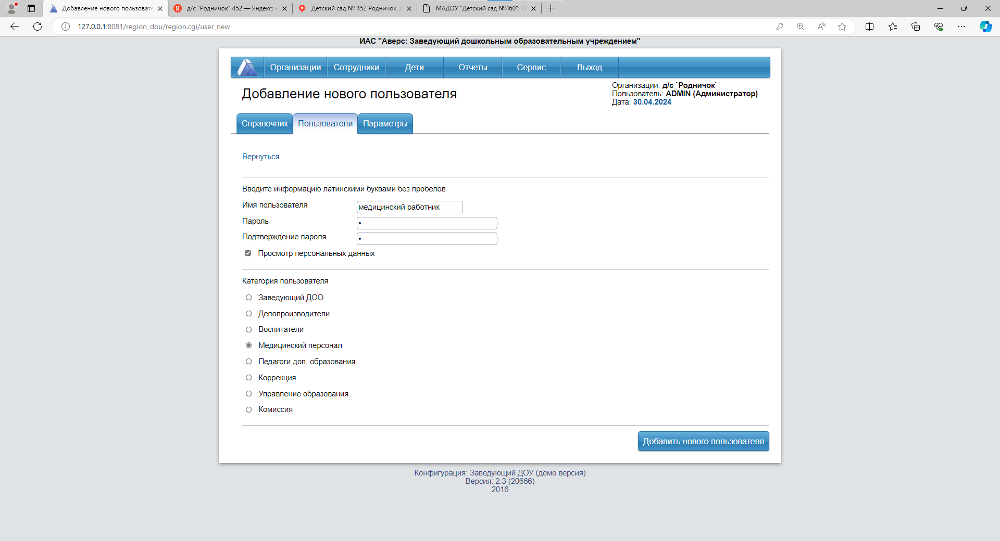 Добавление нового пользовате
д/с "Родничок" 452 — Яндекс:
Детский сад № 452 Родничок,
МАДОУ "Детский сад №460":
127.0.0.1:8081/region_dou/region.cgi/user_new
ИАС "Аверс: Заведующий дошкольным образовательным учреждением"
Организации Сотрудники Дети Отчеты Сервис Выход
Организации: д/с `Родничок`
Добавление нового пользователя
Пользователь: ADMIN (Администратор)
Дата: 30.04.2024
Справочник Пользователи Параметры
Вернуться
Вводите информацию латинскими буквами без пробелов
Имя пользователя медицинский работник
Пароль •
Подтверждение пароля •
Просмотр персональных данных
Категория пользователя
Заведующий ДОО
Делопроизводители
Воспитатели
Медицинский персонал
Педагоги доп. образования
Коррекция
Управление образования
Комиссия
Добавить нового пользователя
Конфигурация: Заведующий ДОУ (демо версия)
Версия: 2.3 (20666)
2016